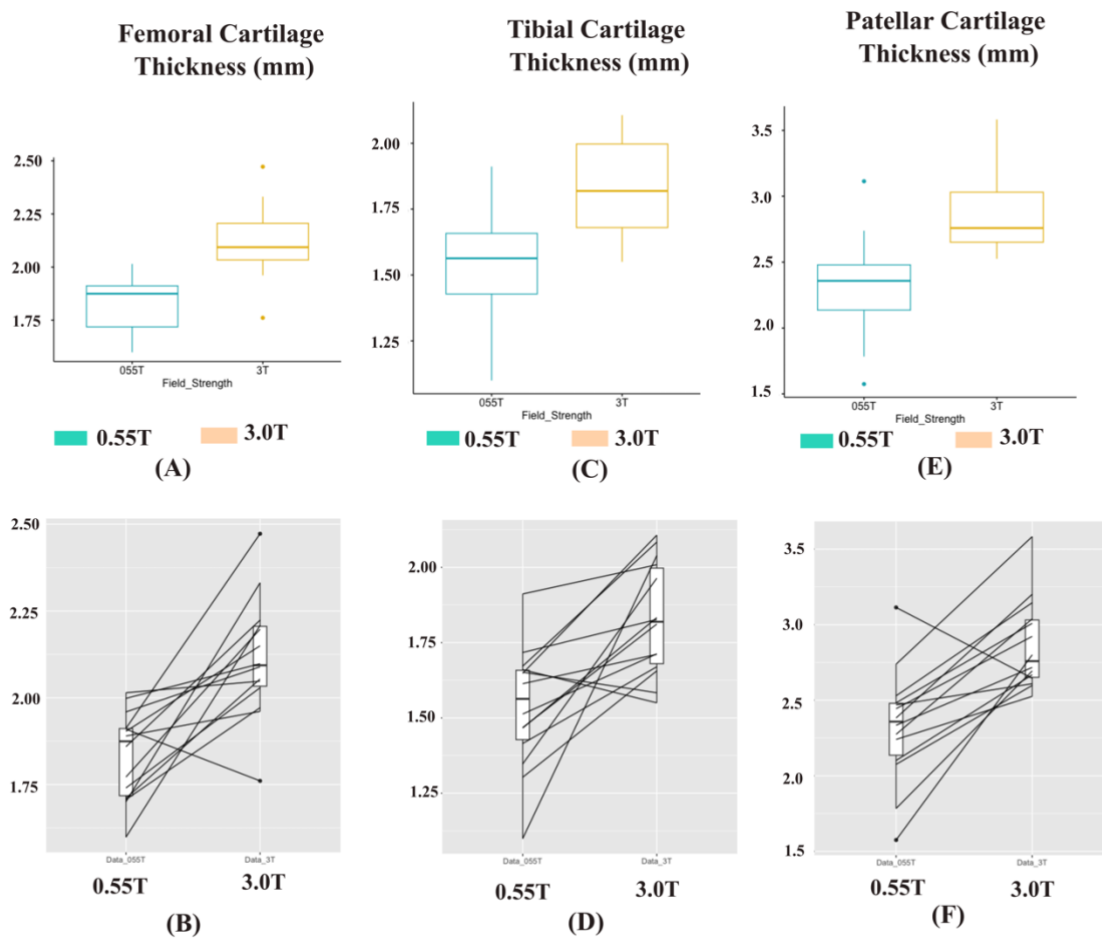 Femoral Cartilage
Thickness (mm)
Tibial Cartilage
Thickness (mm)
Patellar Cartilage
Thickness (mm)
2.50
2.25
2.00
1.75
055T
3T
Field_Strength
0.55T
3.0T
(A)
2.00
1.75
1.50
1.25
055T
3T
Field_Strength
0.55T
3.0T
(C)
3.5
3.0
2.5
2.0
1.5
055T
3T
Field_Strength
0.55T
3.0T
(E)
2.50
2.25
2.00
1.75
Data_055T
Data_3T
0.55T
3.0T
(B)
2.00
1.75
1.50
1.25
Data_055T
Data_3T
0.55T
3.0T
(D)
3.5
3.0
2.5
2.0
1.5
Data_055T
Data_3T
0.55T
3.0T
(F)